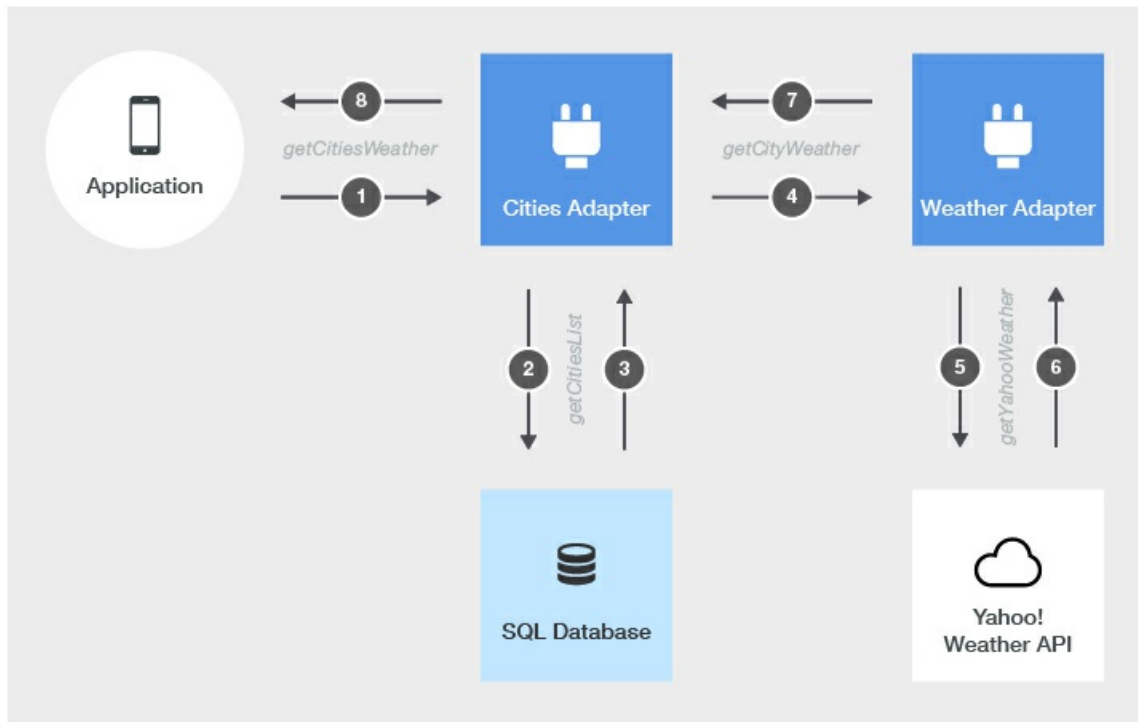 8
7
getCitiesWeather
getCityWeather
Application
1
4
Cities Adapter
Weather Adapter
2
getCitiesList
3
5
getYahooWeather
6
SQL Database
Yahoo!
Weather API